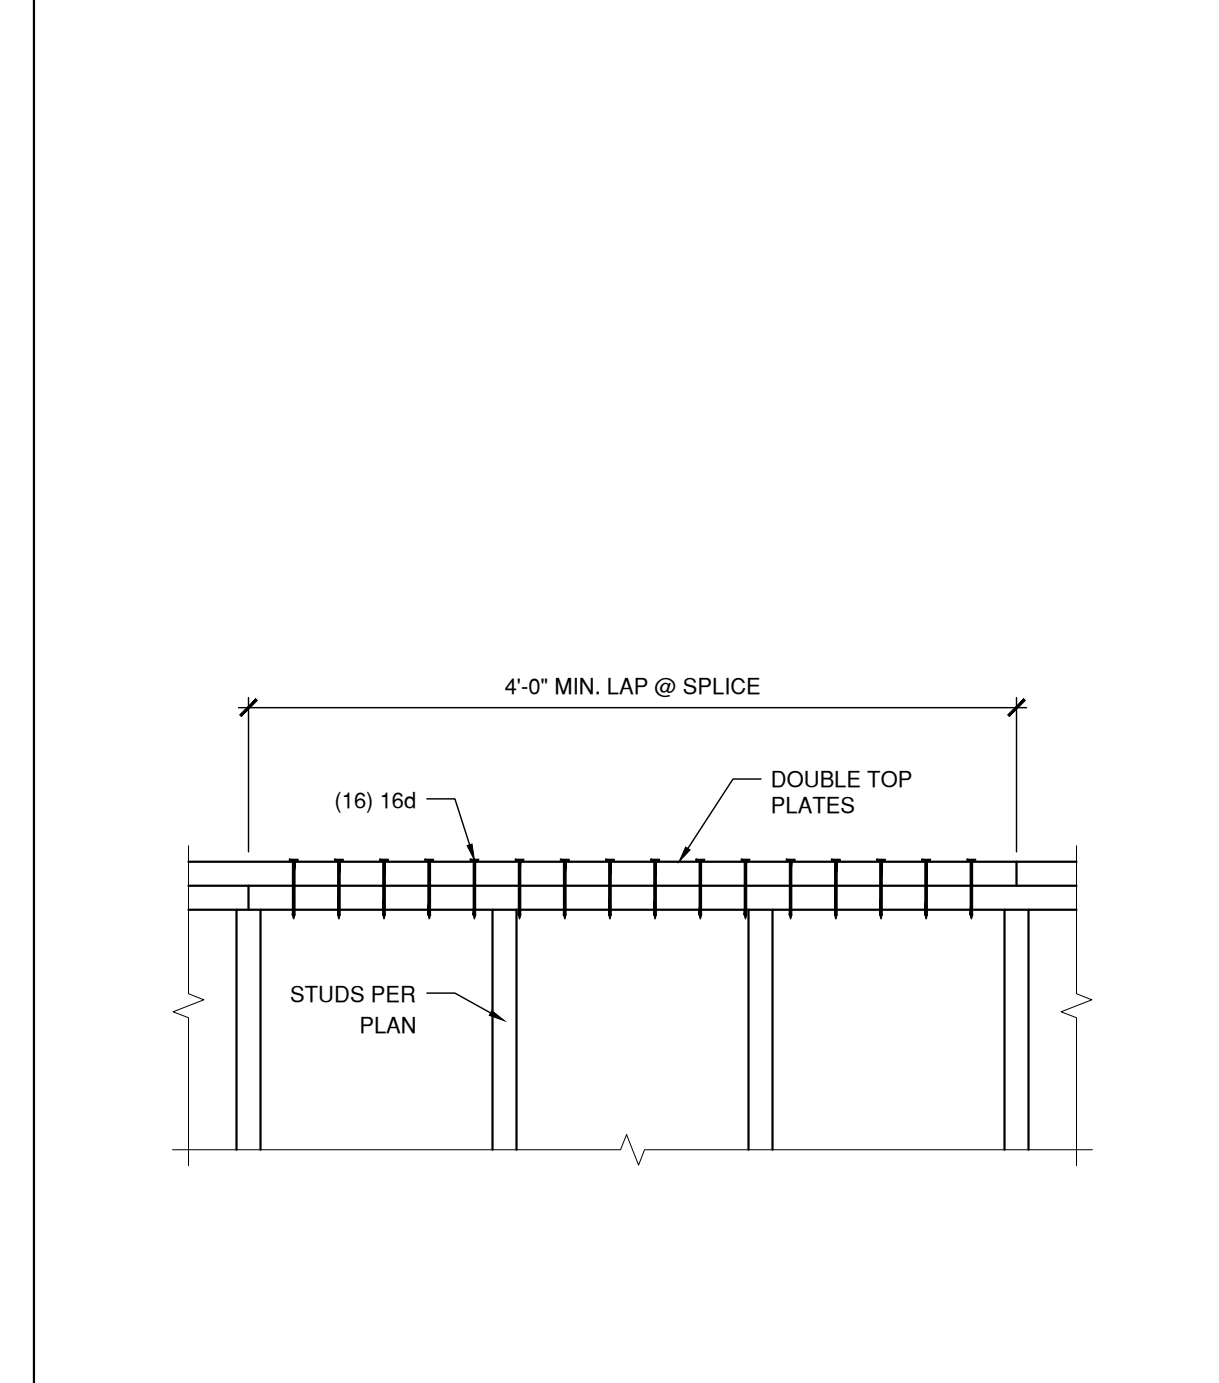 4'-0" MIN. LAP @ SPLICE
DOUBLE TOP
PLATES
(16) 16d
STUDS PER
PLAN